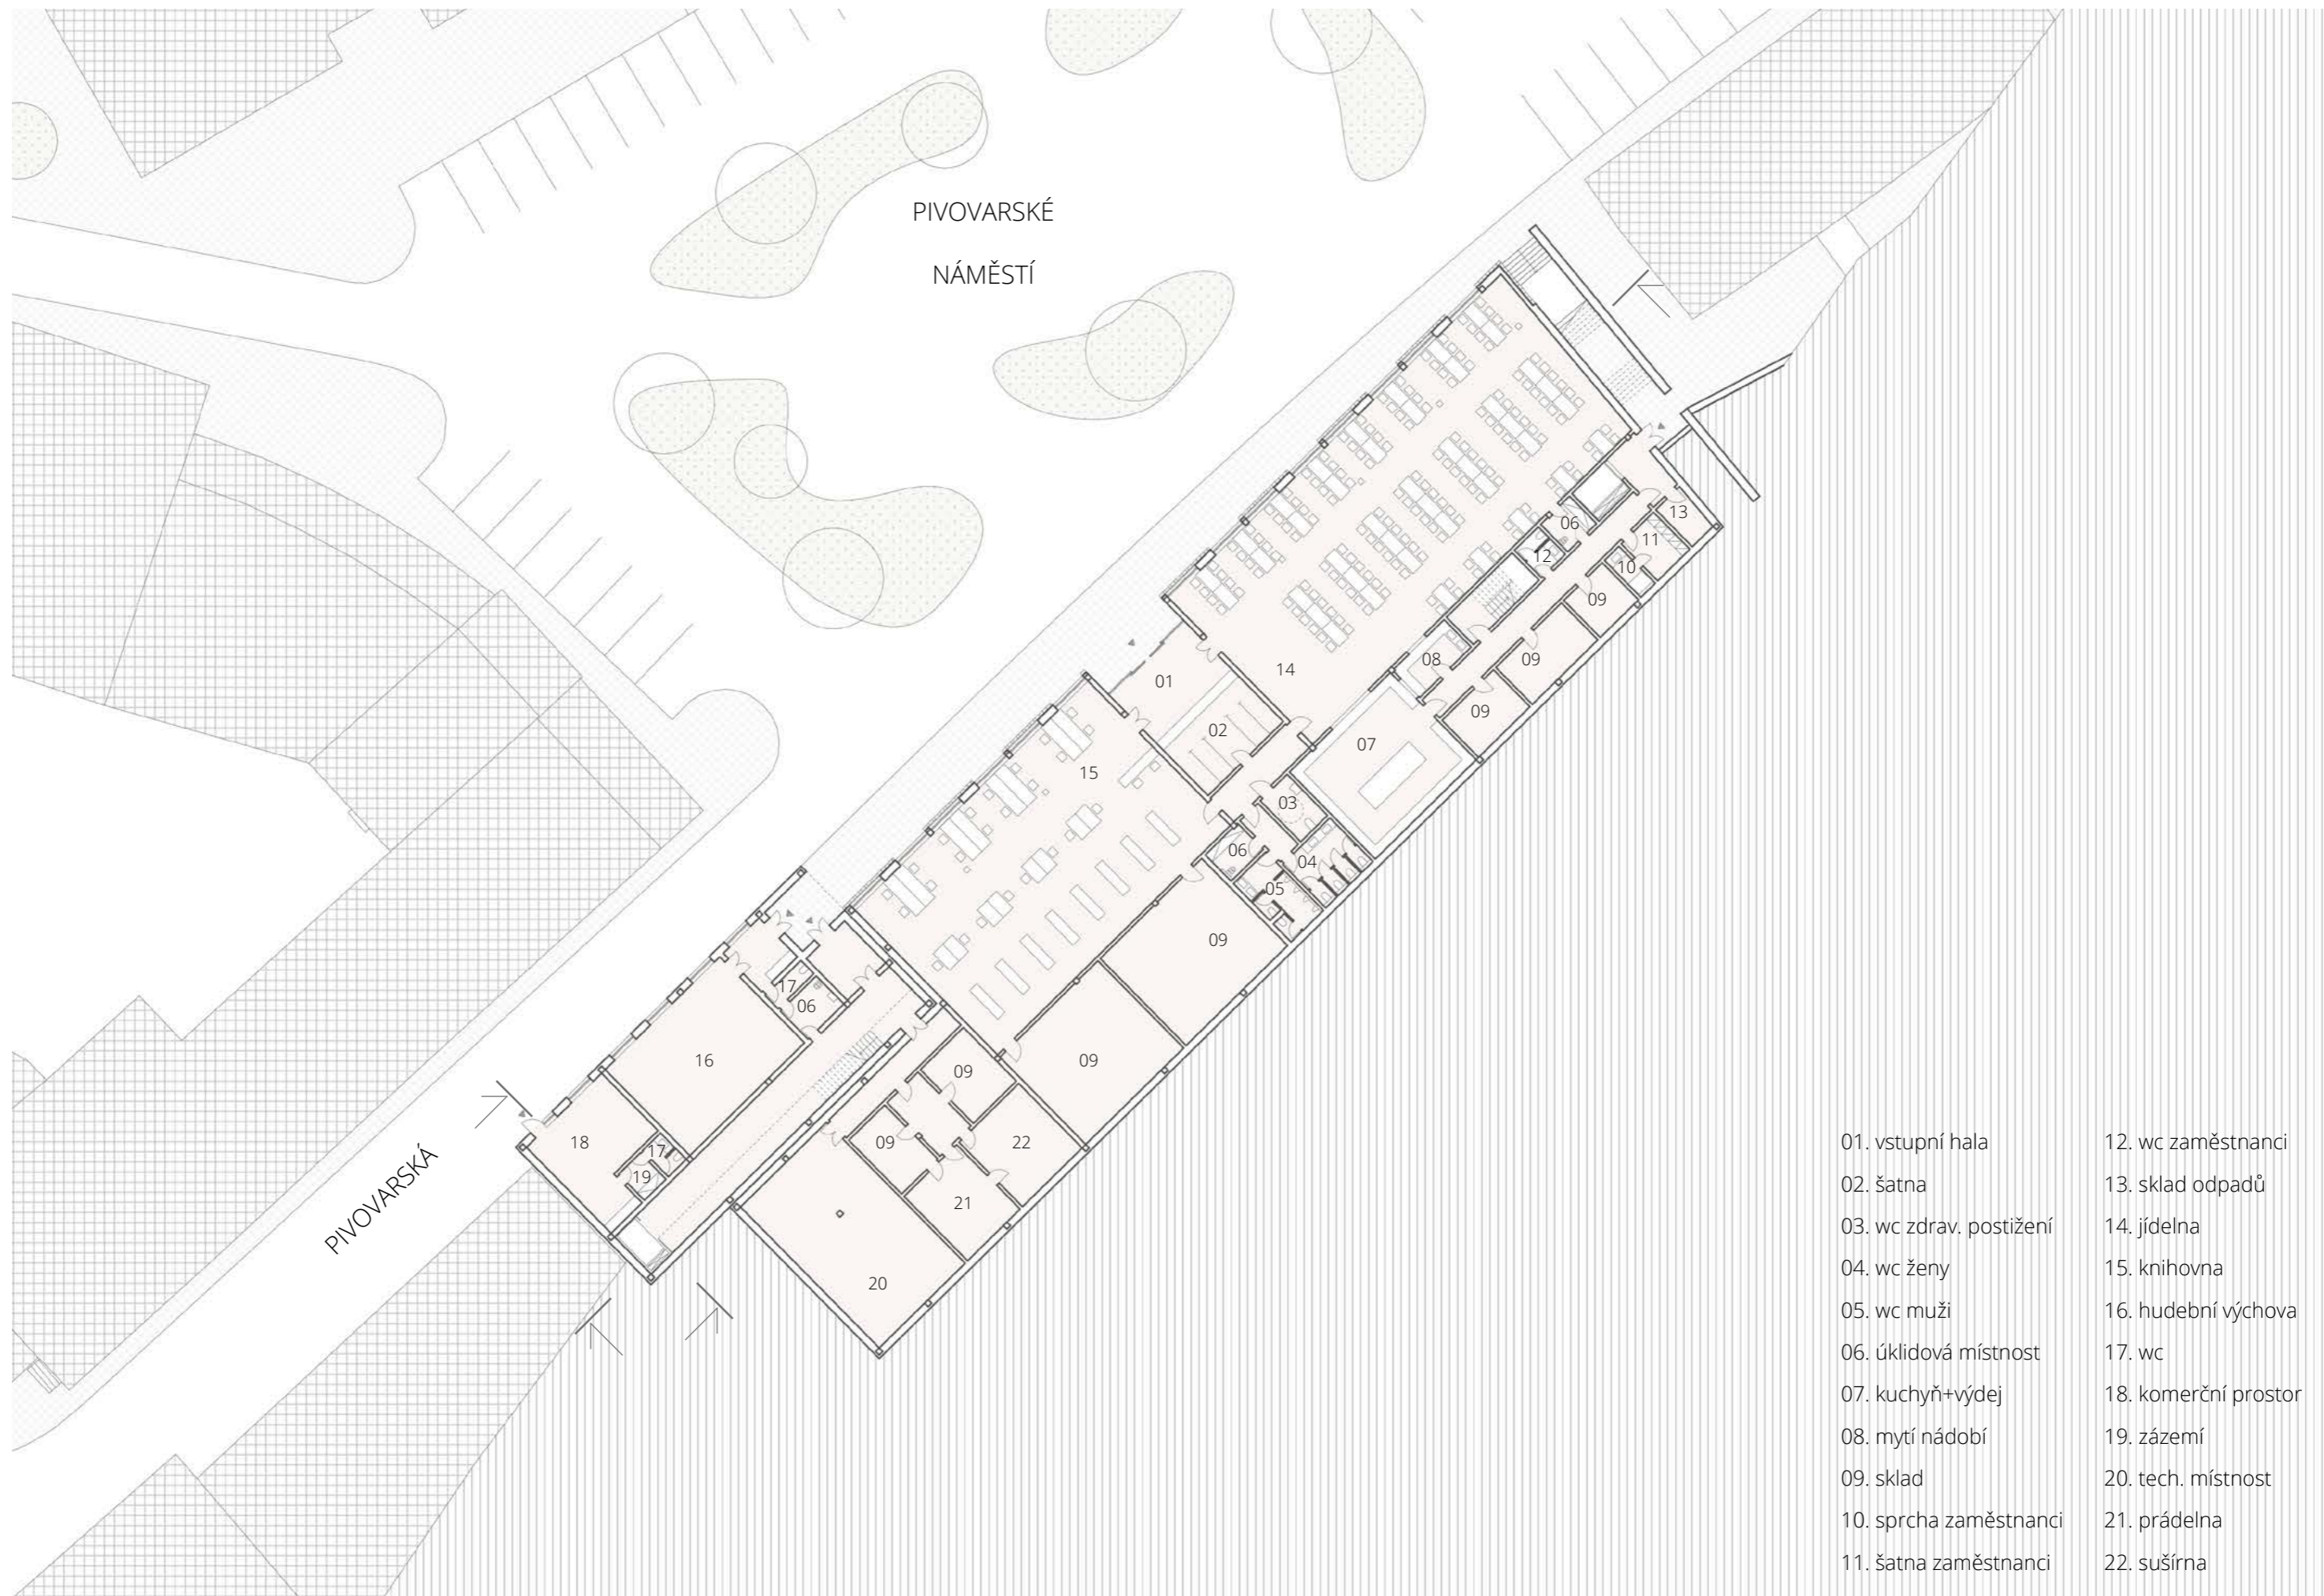 PIVOVARSKÉ
NÁMĚSTÍ
06
13
12
11
10
09
08
14
09
01
09
02
07
15
03
06
04
05
09
17
06
16
09
09
18
17
09
22
19
21
20
PIVOVARSKÁ
01. vstupní hala
02. šatna
03. wc zdrav. postižení
04. wc ženy
05. wc muži
06. úklidová místnost
07. kuchyň+výdej
08. mytí nádobí
09. sklad
10. sprcha zaměstnanci
11. šatna zaměstnanci
12. wc zaměstnanci
13. sklad odpadů
14. jídelna
15. knihovna
16. hudební výchova
17. wc
18. komerční prostor
19. zázemí
20. tech. místnost
21. prádelna
22. sušírna